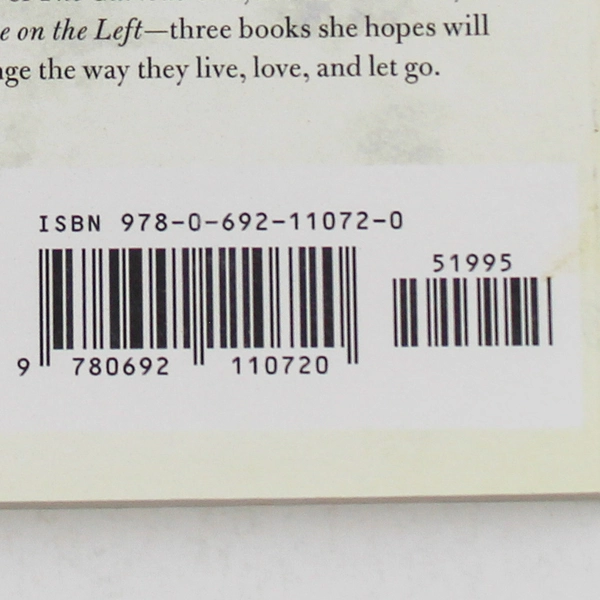 e on the Left—three books she hopes will
nge the way they live, love, and let go.
ISBN 978-0-692-11072-0
51995
9 780692 110720